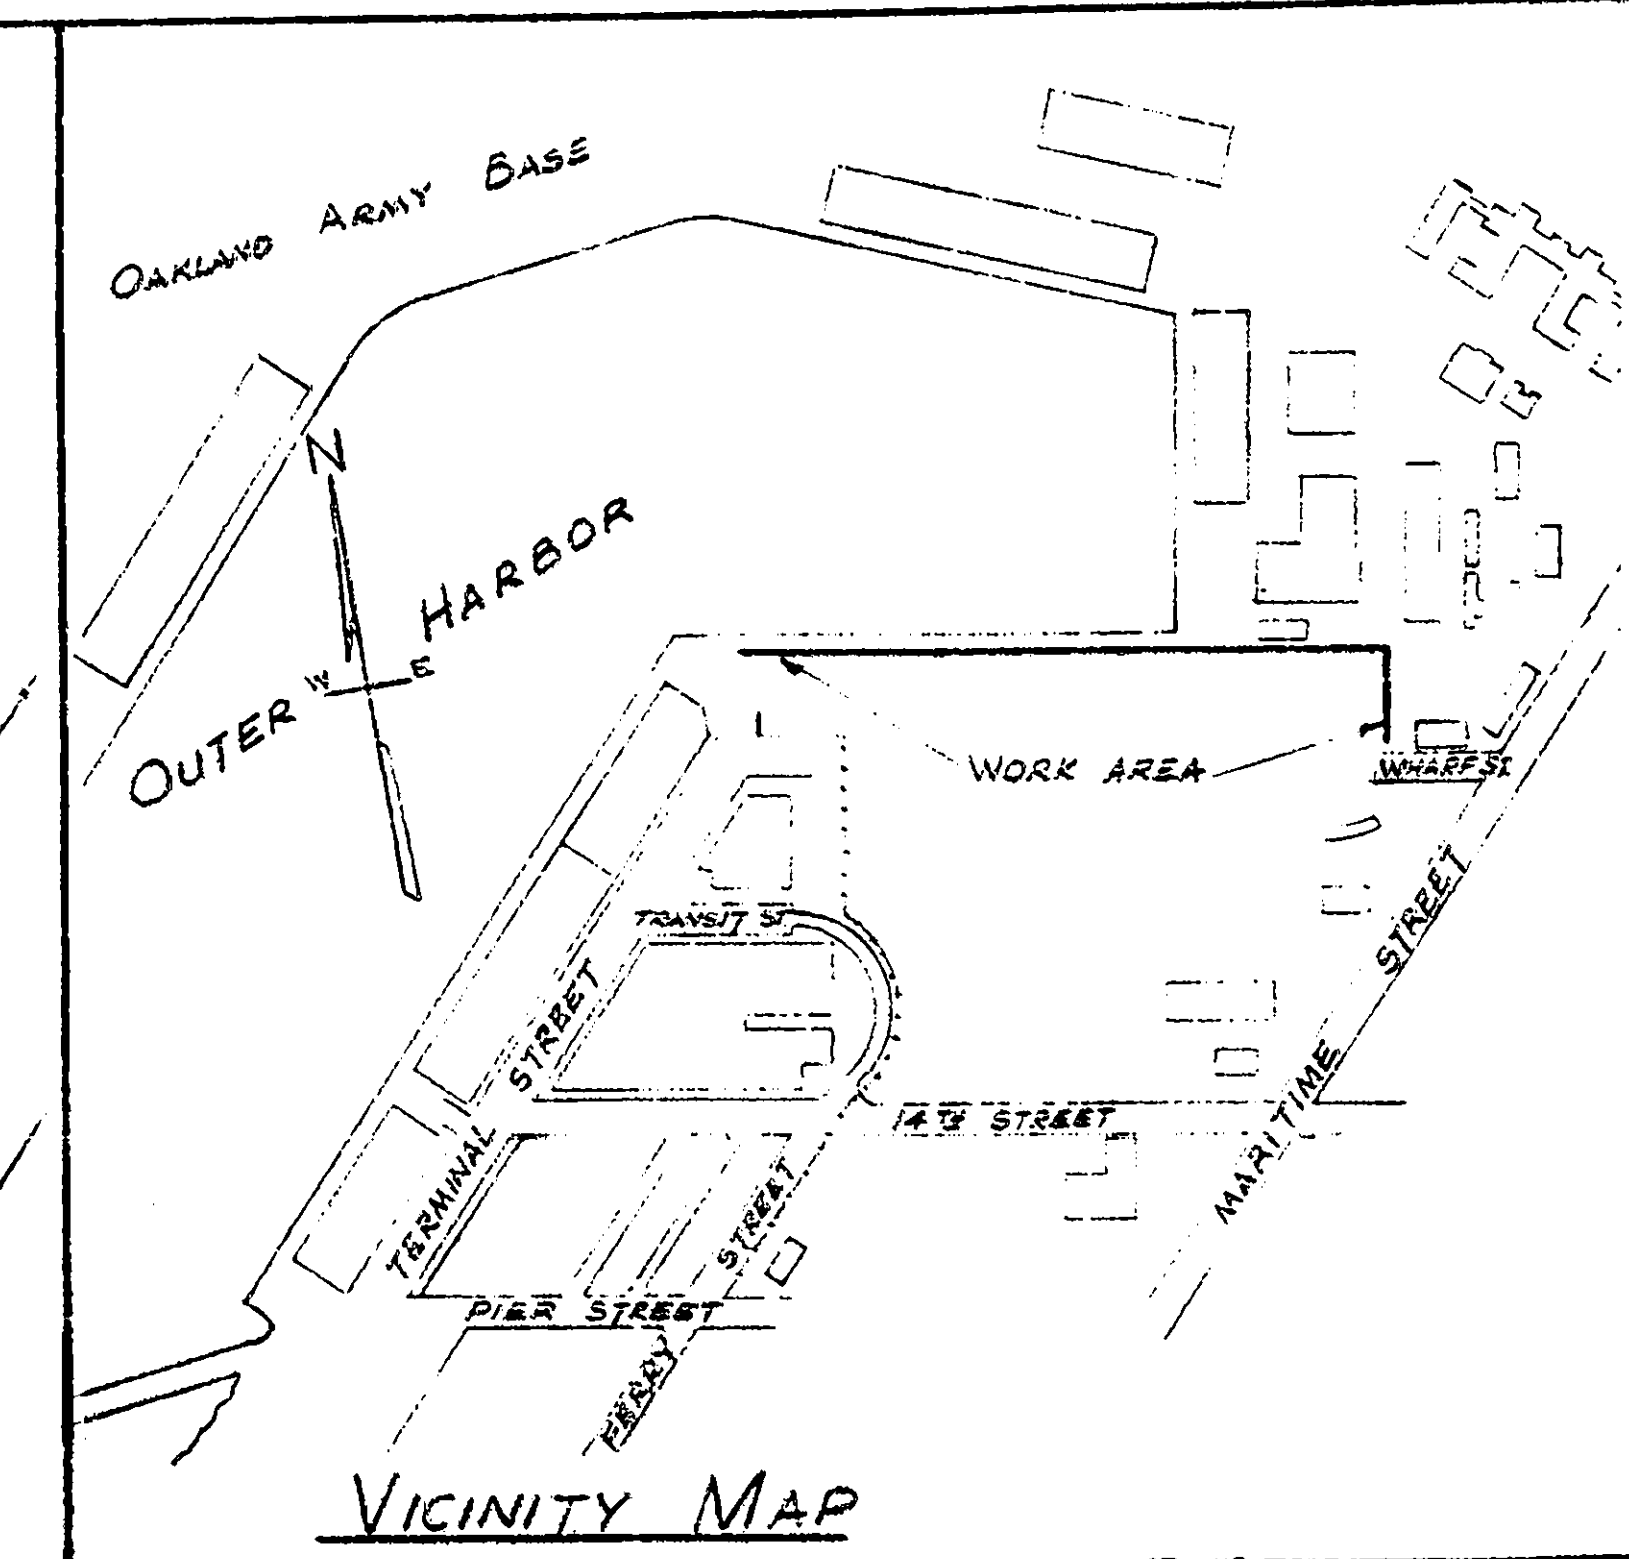 OAKLAND ARMY BASE
N
OUTER HARBOR
W E
WORK AREA
WHARF ST
TRANSIT ST
TERMINAL STREET
14TH STREET
MARITIME STREET
FERRY STREET
PIER STREET
VICINITY MAP